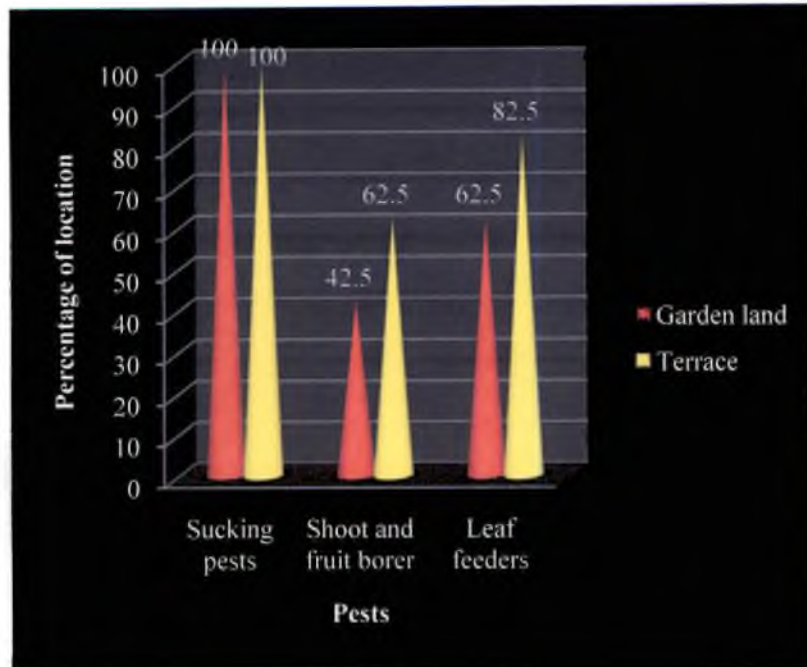 100
100
82.5
62.5
62.5
42.5
100
90
80
70
60
50
40
30
20
10
0
Percentage of location
Garden land
Terrace
Sucking
pests
Shoot and
fruit borer
Leaf
feeders
Pests